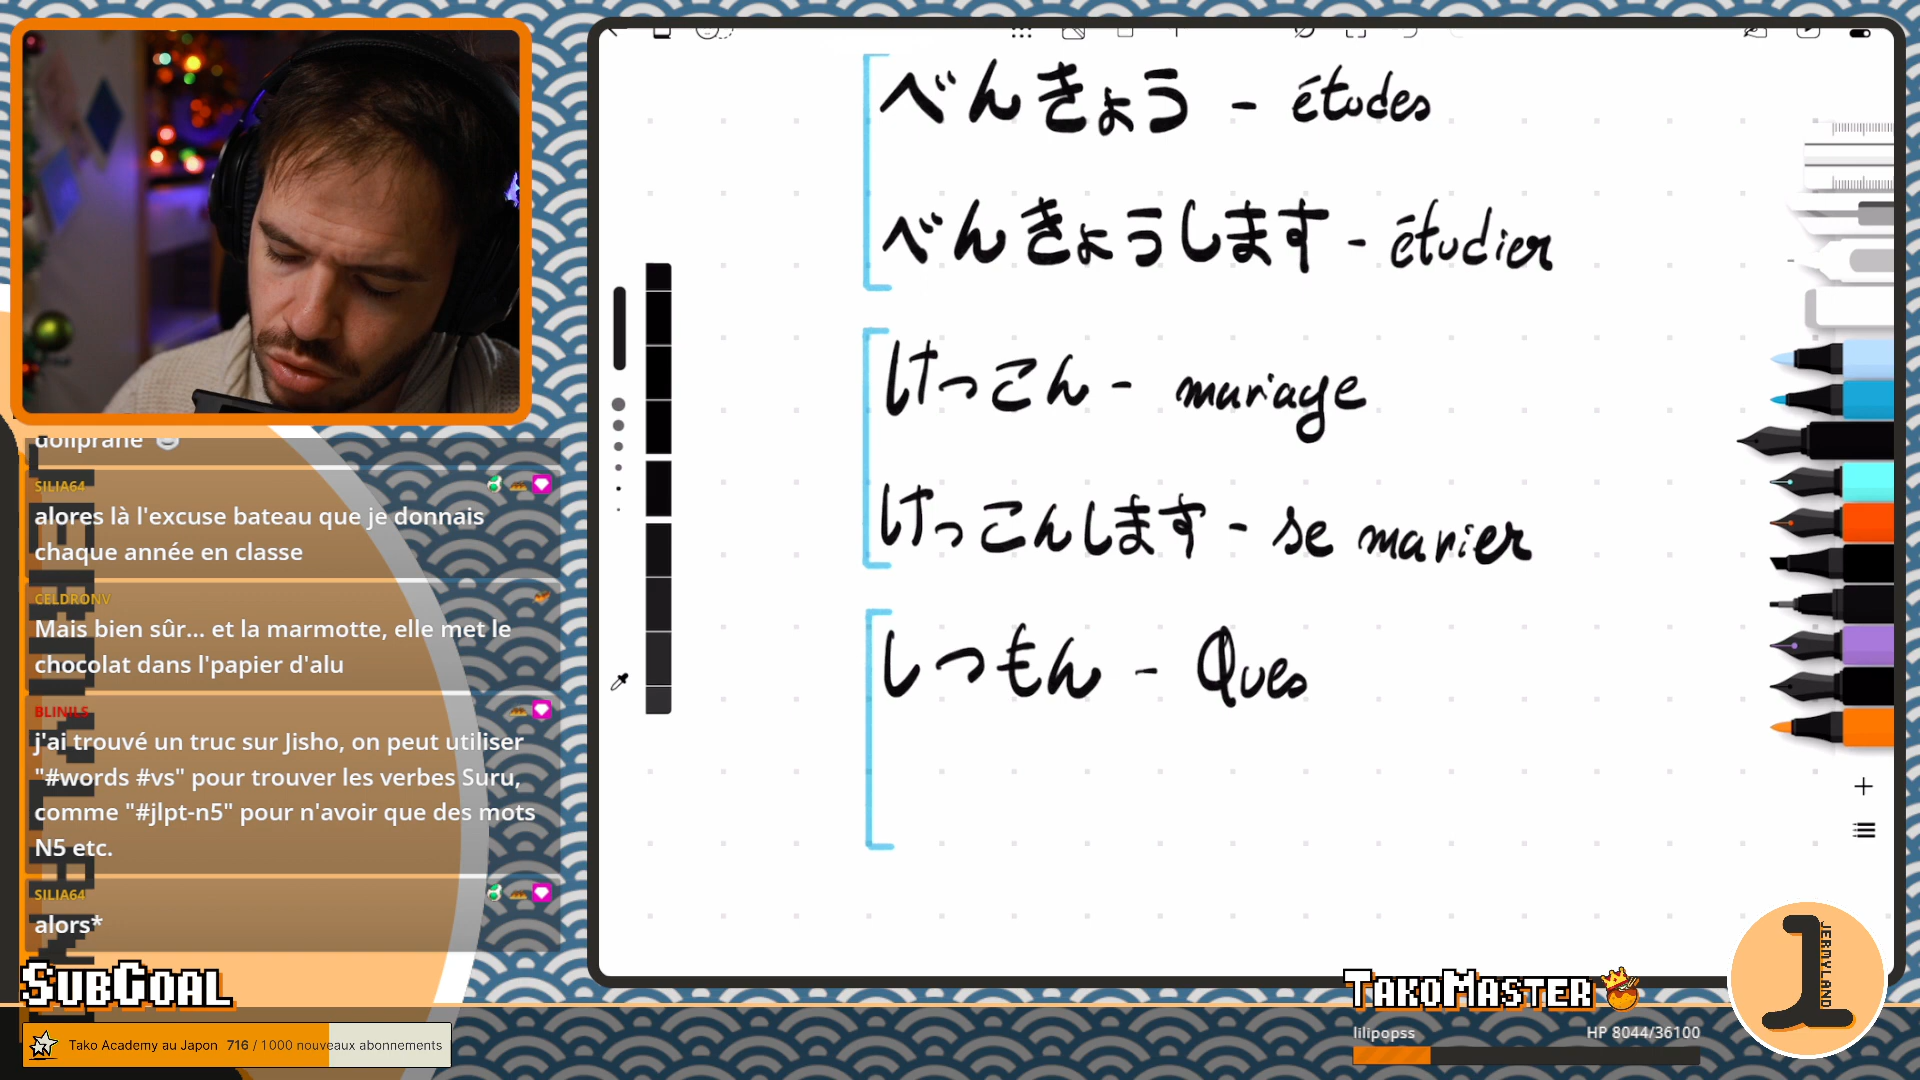 べんきょう - études
べんきょうします - étudier
けっこん - mariage
けっこんします - se marier
しつもん - Ques
doliprane
SILIA64
alores là l'excuse bateau que je donnais
chaque année en classe
CELDRONV
Mais bien sûr... et la marmotte, elle met le
chocolat dans l'papier d'alu
BLINILS
j'ai trouvé un truc sur Jisho, on peut utiliser
"#words #vs" pour trouver les verbes Suru,
comme "#jlpt-n5" pour n'avoir que des mots
N5 etc.
SILIA64
alors*
SUBGOAL
Tako Academy au Japon 716 / 1000 nouveaux abonnements
TAKOMASTER
lilipopss HP 8044/36100
JEREMYLAND